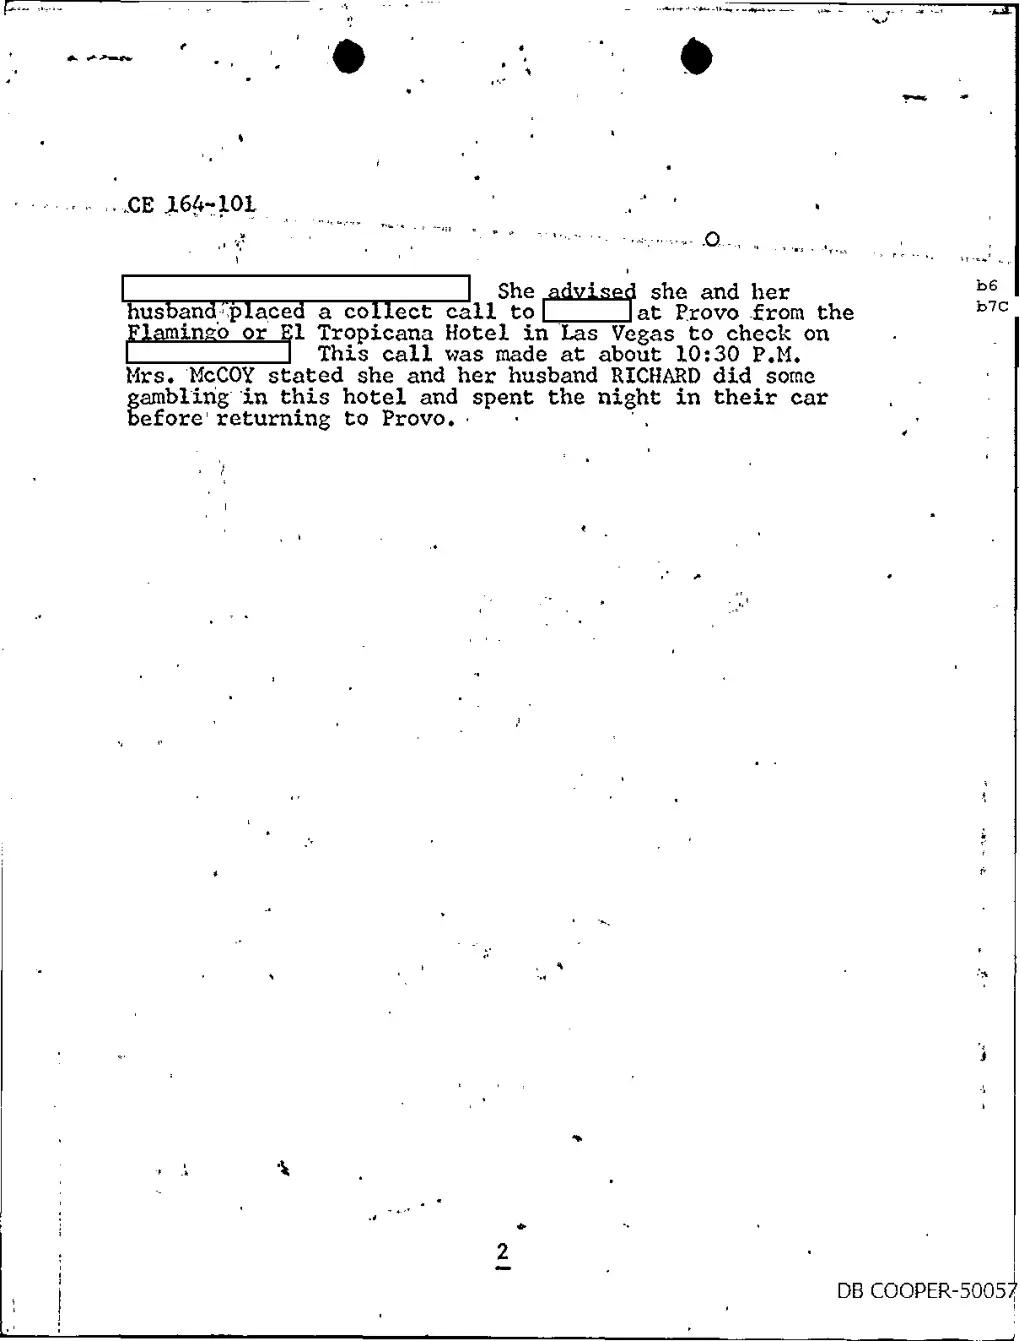 CE 164-101
She advised she and her b6
husband placed a collect call to at Provo from the b7C
Flamingo or El Tropicana Hotel in Las Vegas to check on
This call was made at about 10:30 P.M.
Mrs. McCOY stated she and her husband RICHARD did some
gambling in this hotel and spent the night in their car
before returning to Provo.
2
DB COOPER-50057